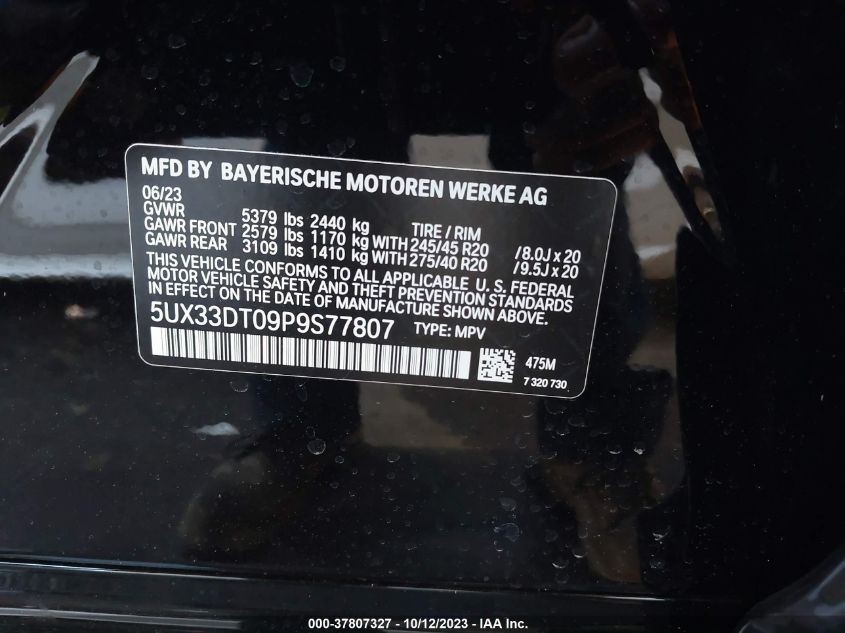 MFD BY BAYERISCHE MOTOREN WERKE AG
06/23
GVWR 5379 lbs 2440 kg TIRE / RIM
GAWR FRONT 2579 lbs 1170 kg WITH 245/45 R20 /8.0J x 20
GAWR REAR 3109 lbs 1410 kg WITH 275/40 R20 /9.5J x 20
THIS VEHICLE CONFORMS TO ALL APPLICABLE U. S. FEDERAL
MOTOR VEHICLE SAFETY AND THEFT PREVENTION STANDARDS
IN EFFECT ON THE DATE OF MANUFACTURE SHOWN ABOVE.
5UX33DT09P9S77807 TYPE: MPV
475M
7 320 730
000-37807327 - 10/12/2023 - IAA Inc.